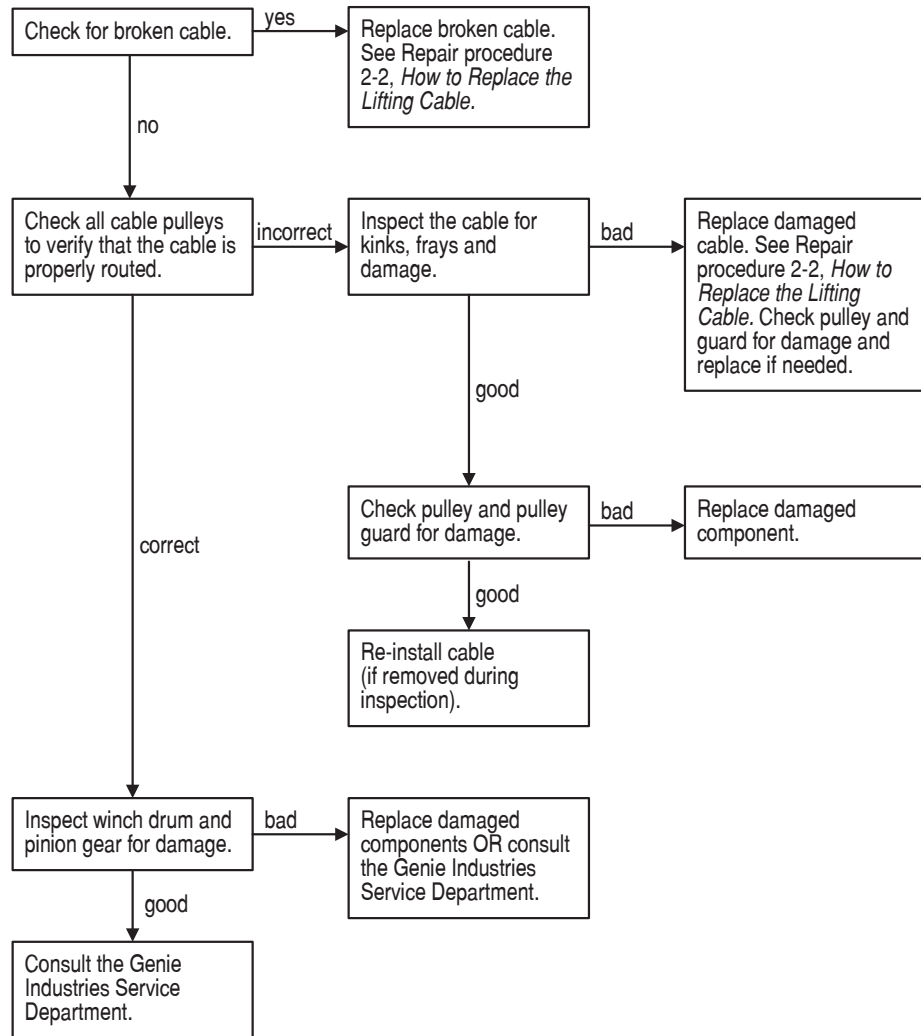 Check for broken cable.
yes
Replace broken cable.
See Repair procedure
2-2, How to Replace the
Lifting Cable.
no
Check all cable pulleys
to verify that the cable is
properly routed.
incorrect
Inspect the cable for
kinks, frays and
damage.
bad
Replace damaged
cable. See Repair
procedure 2-2, How to
Replace the Lifting
Cable. Check pulley and
guard for damage and
replace if needed.
good
Check pulley and pulley
guard for damage.
bad
Replace damaged
component.
correct
good
Re-install cable
(if removed during
inspection).
Inspect winch drum and
pinion gear for damage.
bad
Replace damaged
components OR consult
the Genie Industries
Service Department.
good
Consult the Genie
Industries Service
Department.